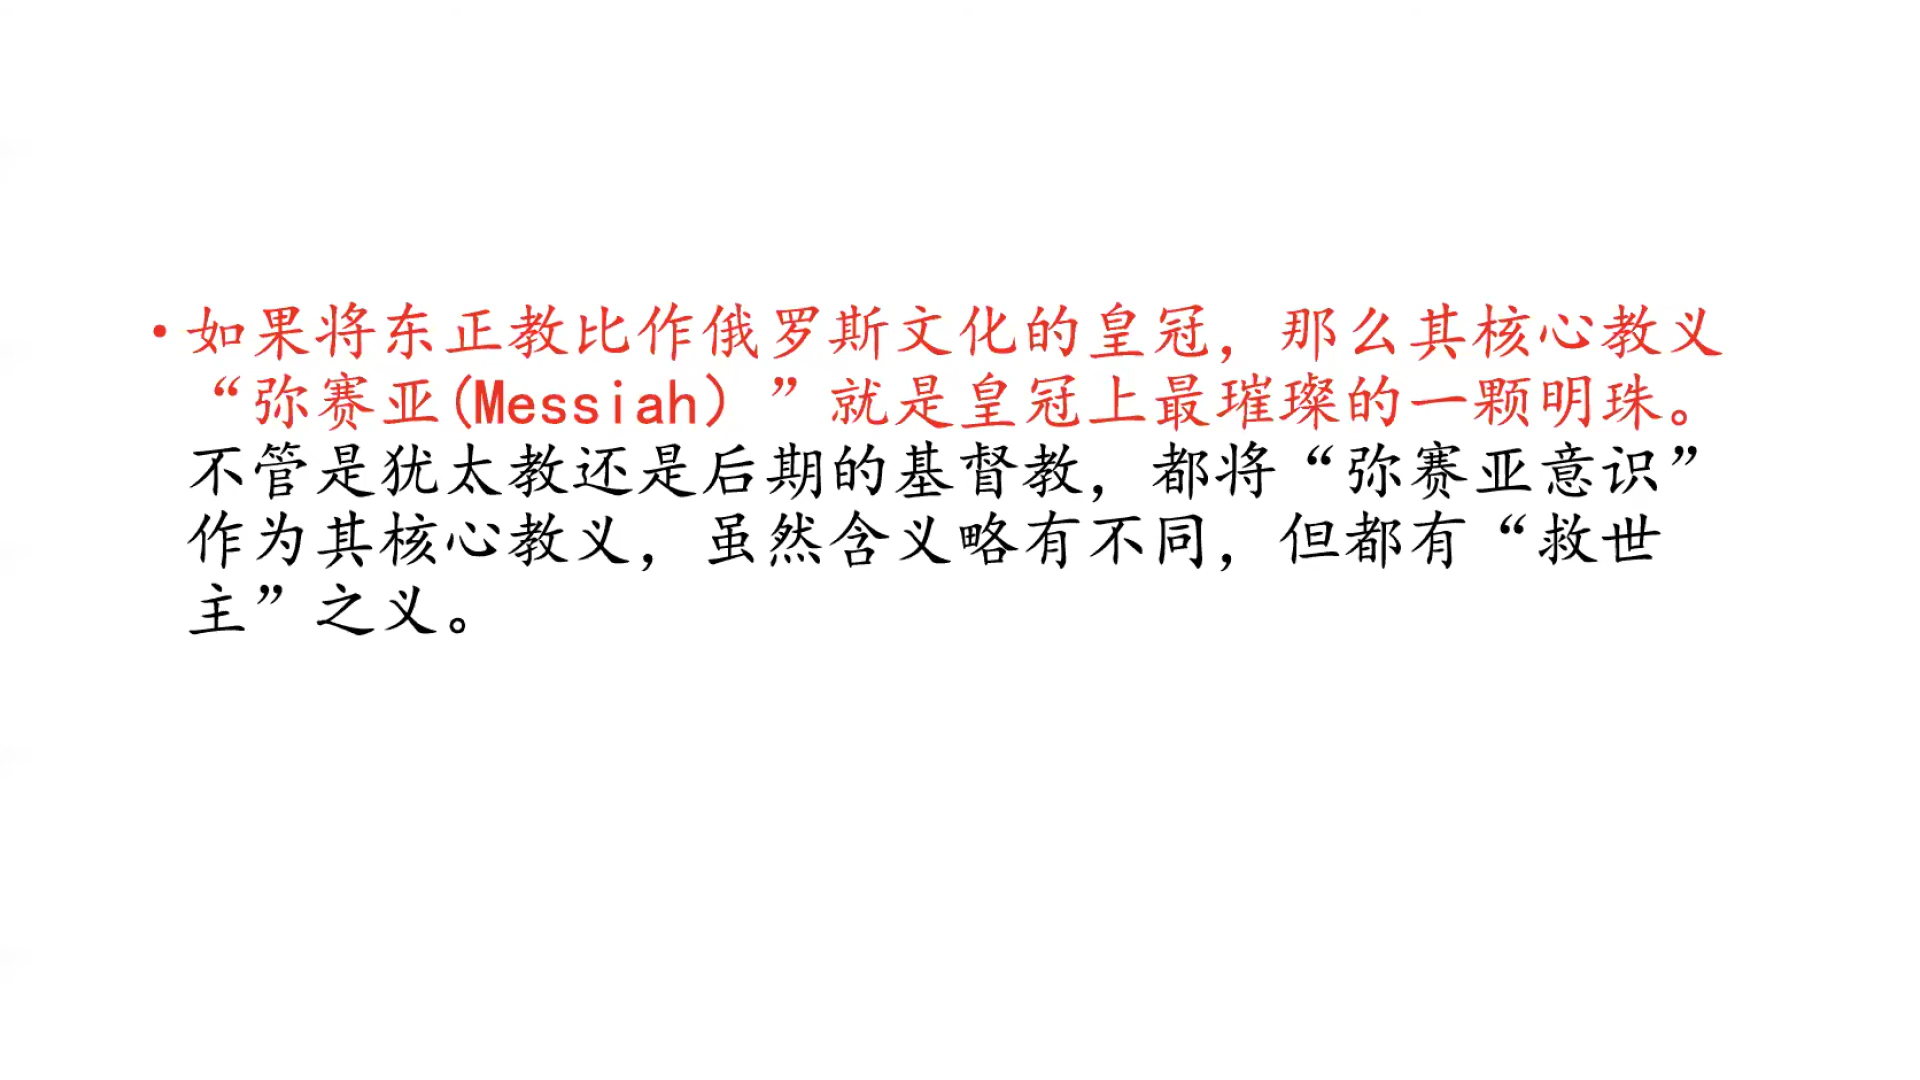 • 如果将东正教比作俄罗斯文化的皇冠，那么其核心教义
“弥赛亚(Messiah）”就是皇冠上最璀璨的一颗明珠。
不管是犹太教还是后期的基督教，都将“弥赛亚意识”
作为其核心教义，虽然含义略有不同，但都有“救世
主”之义。